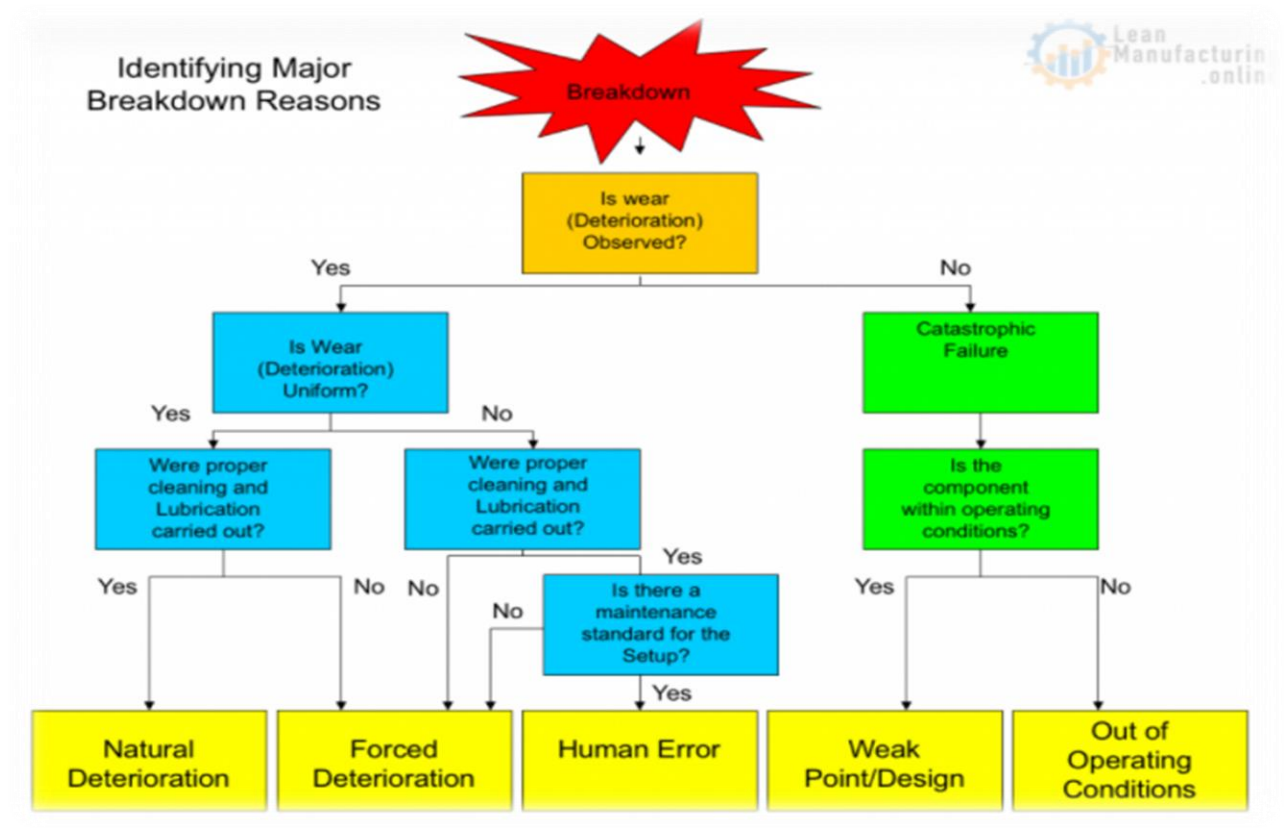 Identifying Major
Breakdown Reasons
Lean
Manufacturin
.onlin
Breakdown
Is wear
(Deterioration)
Observed?
Yes
No
Is Wear
(Deterioration)
Uniform?
Catastrophic
Failure
Yes
No
Were proper
cleaning and
Lubrication
carried out?
Were proper
cleaning and
Lubrication
carried out?
Is the
component
within operating
conditions?
Yes
No
No
Yes
Is there a
maintenance
standard for the
Setup?
No
Yes
Yes
No
Natural
Deterioration
Forced
Deterioration
Human Error
Weak
Point/Design
Out of
Operating
Conditions